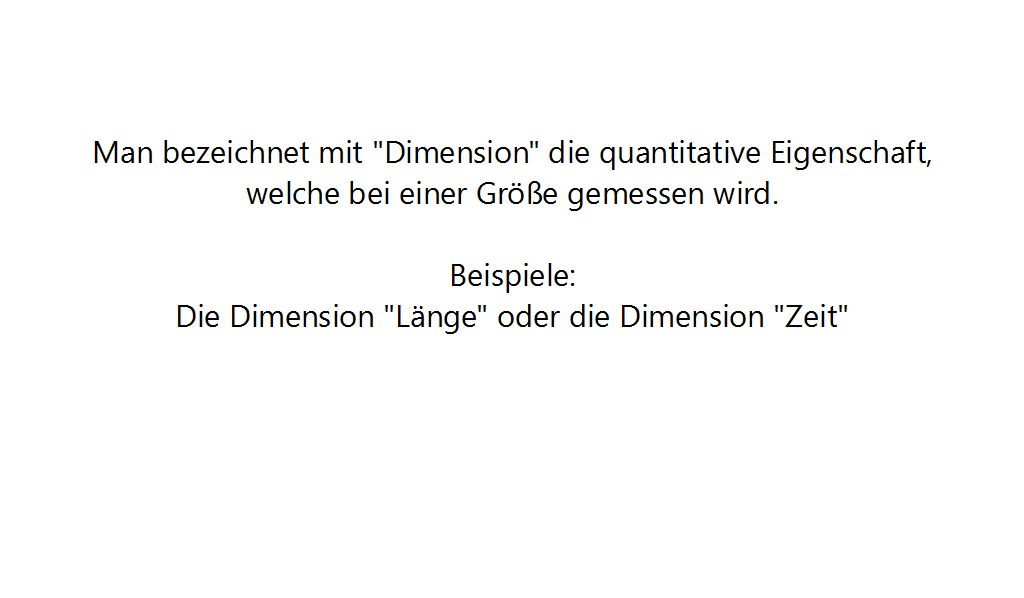 Man bezeichnet mit "Dimension" die quantitative Eigenschaft,
welche bei einer Größe gemessen wird.
Beispiele:
Die Dimension "Länge" oder die Dimension "Zeit"